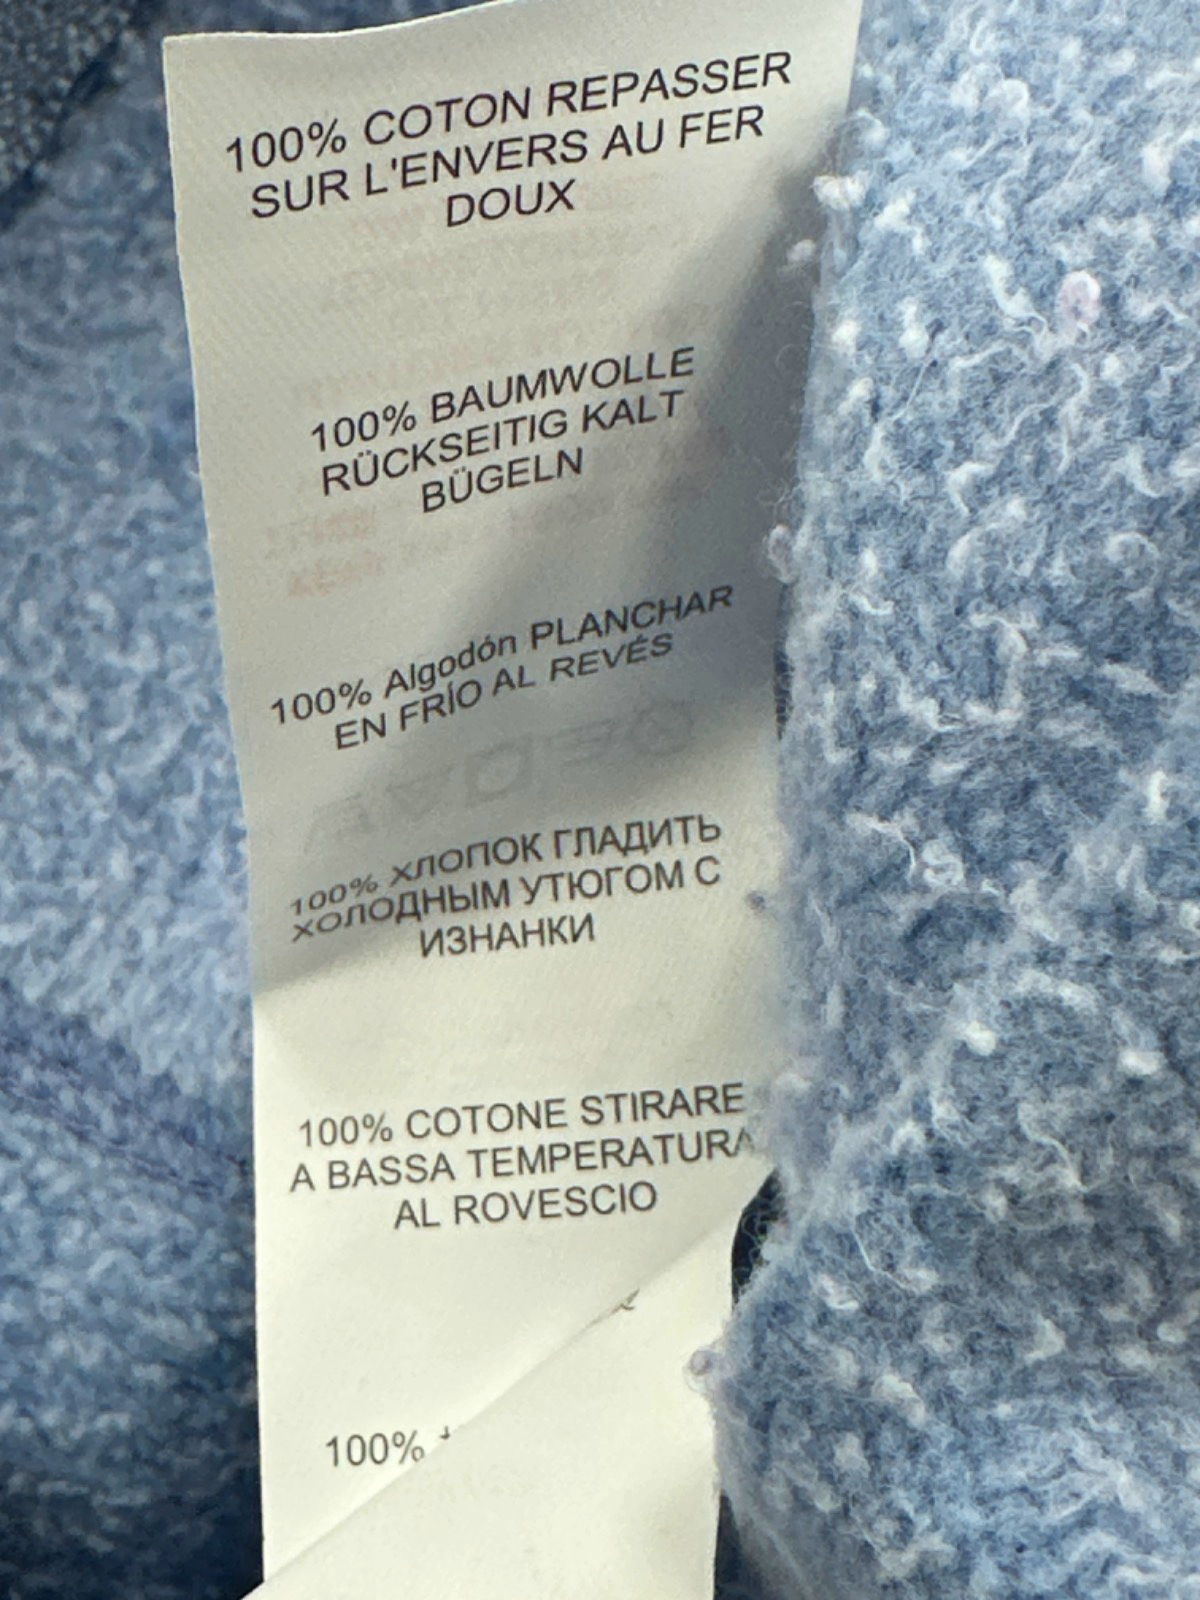 100% COTON REPASSER
SUR L'ENVERS AU FER
DOUX
100% BAUMWOLLE
RÜCKSEITIG KALT
BÜGELN
100% Algodón PLANCHAR
EN FRÍO AL REVÉS
100% ХЛОПОК ГЛАДИТЬ
ХОЛОДНЫМ УТЮГОМ С
ИЗНАНКИ
100% COTONE STIRARE
A BASSA TEMPERATURA
AL ROVESCIO
100%